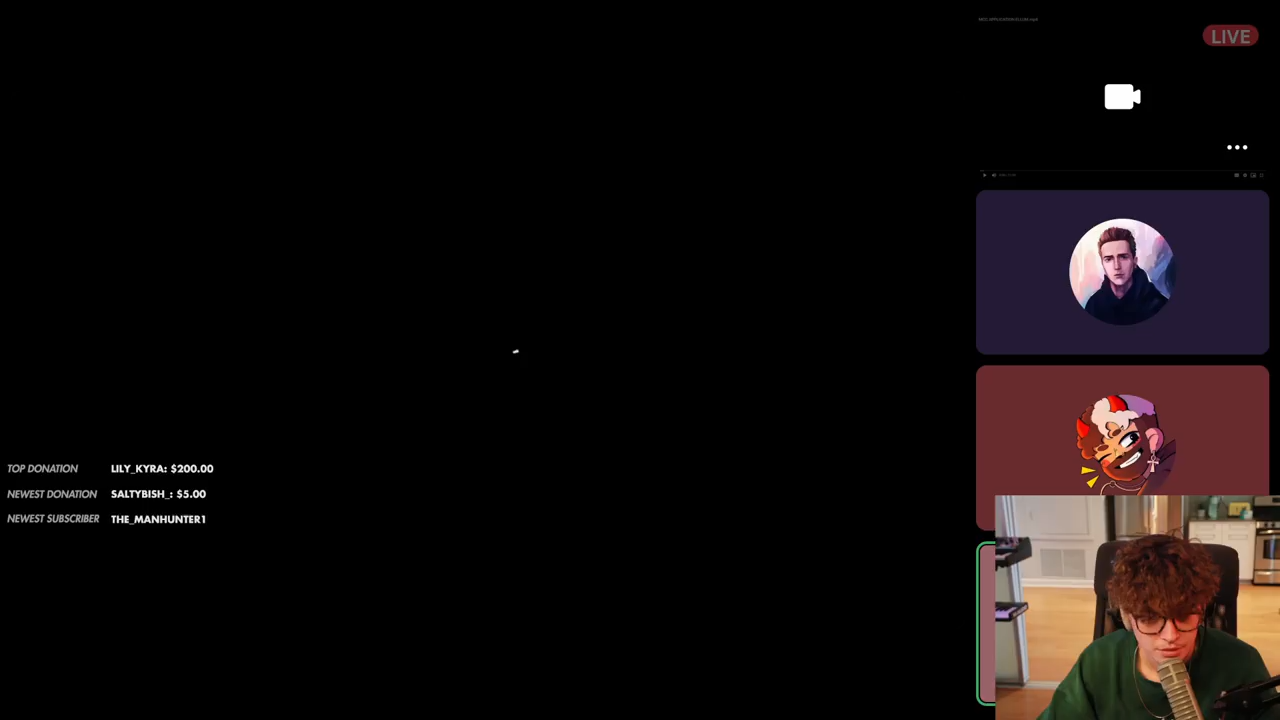 LIVE
TOP DONATION LILY_KYRA: $200.00
NEWEST DONATION SALTYBISH_: $5.00
NEWEST SUBSCRIBER THE_MANHUNTER1